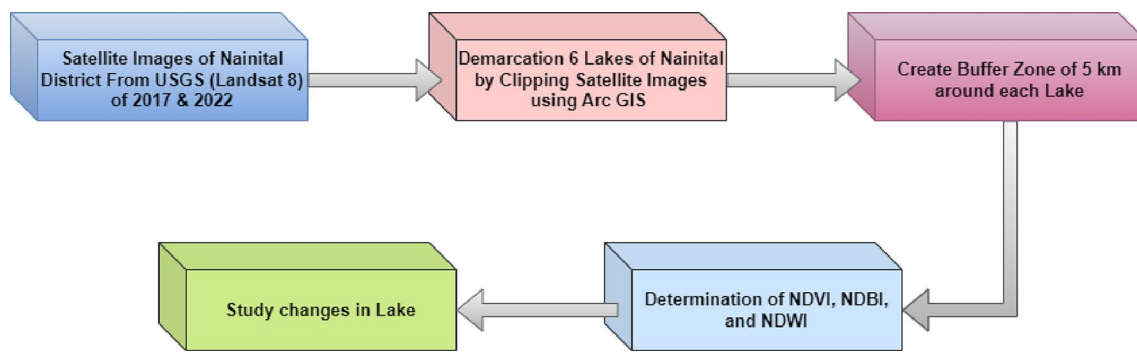 Satellite Images of Nainital
District From USGS (Landsat 8)
of 2017 & 2022
Demarcation 6 Lakes of Nainital
by Clipping Satellite Images
using Arc GIS
Create Buffer Zone of 5 km
around each Lake
Determination of NDVI, NDBI,
and NDWI
Study changes in Lake